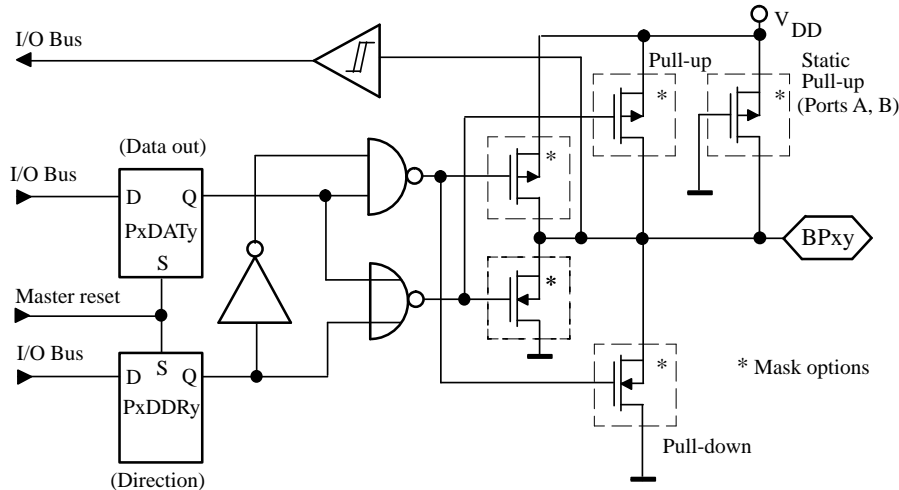 I/O Bus
V
DD
Pull-up
Static
Pull-up
(Ports A, B)
*
*
(Data out)
*
I/O Bus
D
Q
PxDATy
BPxy
S
*
Master reset
I/O Bus
S
D
Q
*
* Mask options
PxDDRy
Pull-down
(Direction)